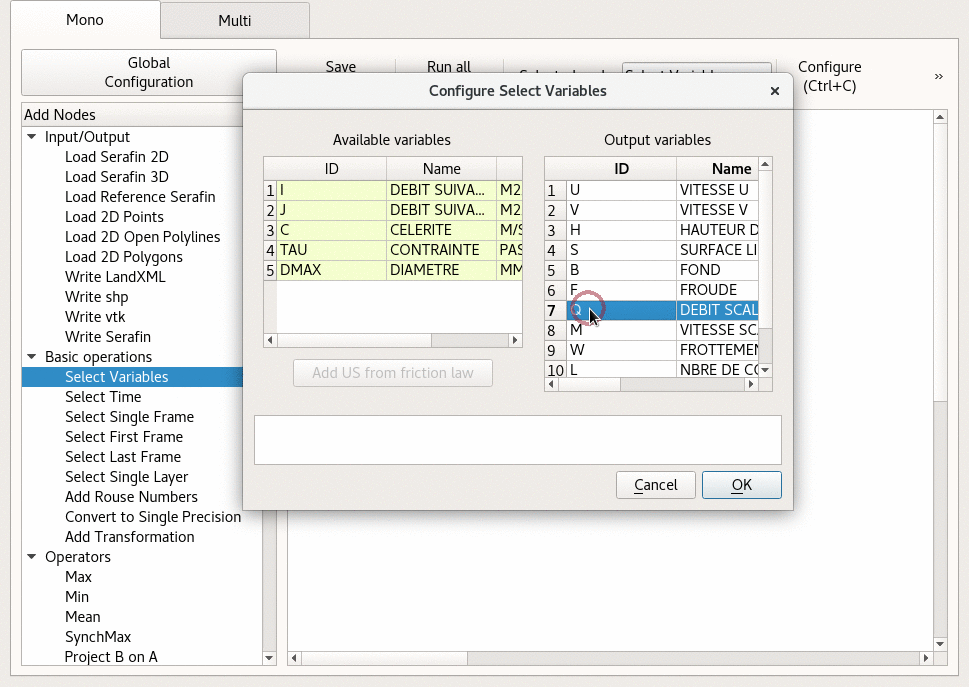 Mono
Multi
Global
Configuration
Save
Run all
Configure
(Ctrl+C)
»
Add Nodes
Input/Output
Load Serafin 2D
Load Serafin 3D
Load Reference Serafin
Load 2D Points
Load 2D Open Polylines
Load 2D Polygons
Write LandXML
Write shp
Write vtk
Write Serafin
Basic operations
Select Variables
Select Time
Select Single Frame
Select First Frame
Select Last Frame
Select Single Layer
Add Rouse Numbers
Convert to Single Precision
Add Transformation
Operators
Max
Min
Mean
SynchMax
Project B on A
Configure Select Variables
Available variables
ID Name
1 I DEBIT SUIVA... M2
2 J DEBIT SUIVA... M2
3 C CELERITE M/S
4 TAU CONTRAINTE PAS
5 DMAX DIAMETRE MM
Add US from friction law
Output variables
ID Name
1 U VITESSE U
2 V VITESSE V
3 H HAUTEUR D
4 S SURFACE LI
5 B FOND
6 F FROUDE
7 Q DEBIT SCAL
8 M VITESSE SC
9 W FROTTEMEN
10 L NBRE DE CO
Cancel
OK